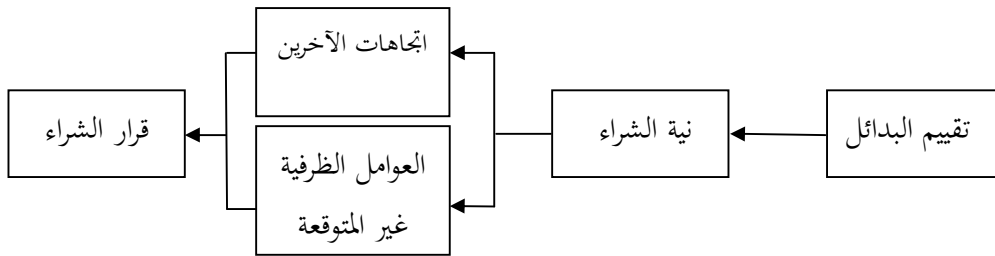 تقييم البدائل
نية الشراء
اتجاهات الآخرين
العوامل الظرفية
غير المتوقعة
قرار الشراء